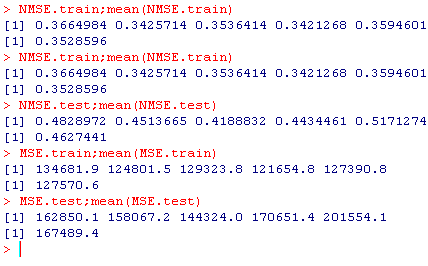 > NMSE.train;mean(NMSE.train)
[1] 0.3664984 0.3425714 0.3536414 0.3421268 0.3594601
[1] 0.3528596
> NMSE.train;mean(NMSE.train)
[1] 0.3664984 0.3425714 0.3536414 0.3421268 0.3594601
[1] 0.3528596
> NMSE.test;mean(NMSE.test)
[1] 0.4828972 0.4513665 0.4188832 0.4434461 0.5171274
[1] 0.4627441
> MSE.train;mean(MSE.train)
[1] 134681.9 124801.5 129323.8 121654.8 127390.8
[1] 127570.6
> MSE.test;mean(MSE.test)
[1] 162850.1 158067.2 144324.0 170651.4 201554.1
[1] 167489.4
>